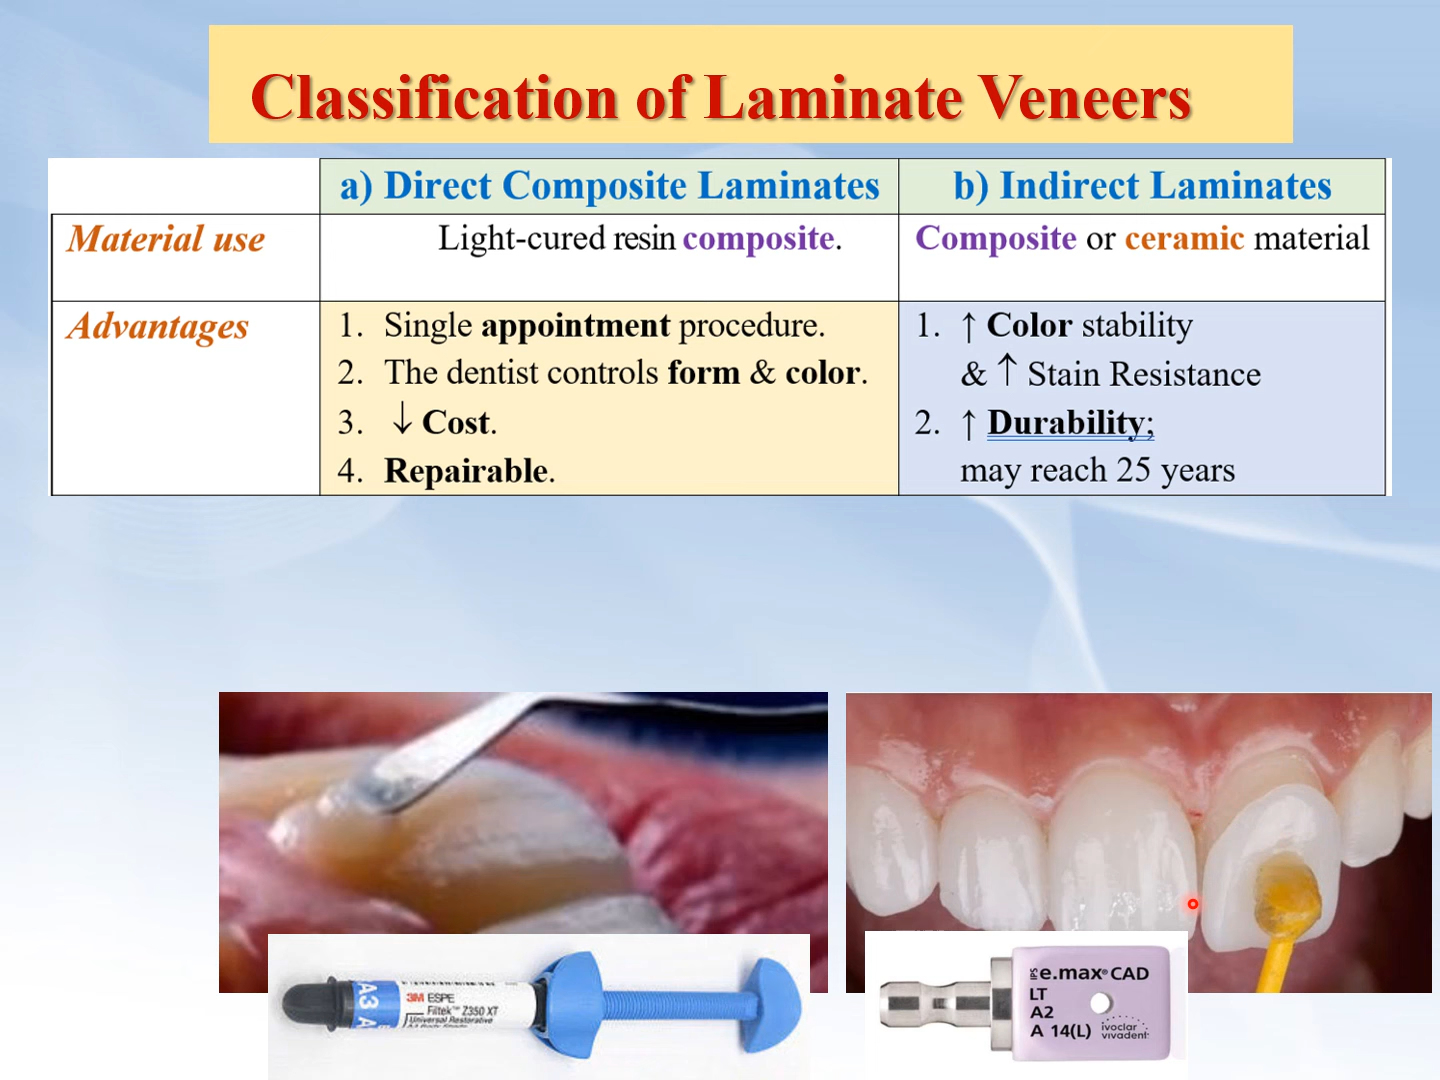 Classification of Laminate Veneers
a) Direct Composite Laminates
b) Indirect Laminates
Material use
Light-cured resin composite.
Composite or ceramic material
Advantages
1. Single appointment procedure.
2. The dentist controls form & color.
3. ↓ Cost.
4. Repairable.
1. ↑ Color stability
& ↑ Stain Resistance
2. ↑ Durability;
may reach 25 years
A3
3M ESPE
Filtek™ Z350 XT
Universal Restorative
IPS e.max® CAD
LT
A2
A 14(L)
ivoclar
vivadent